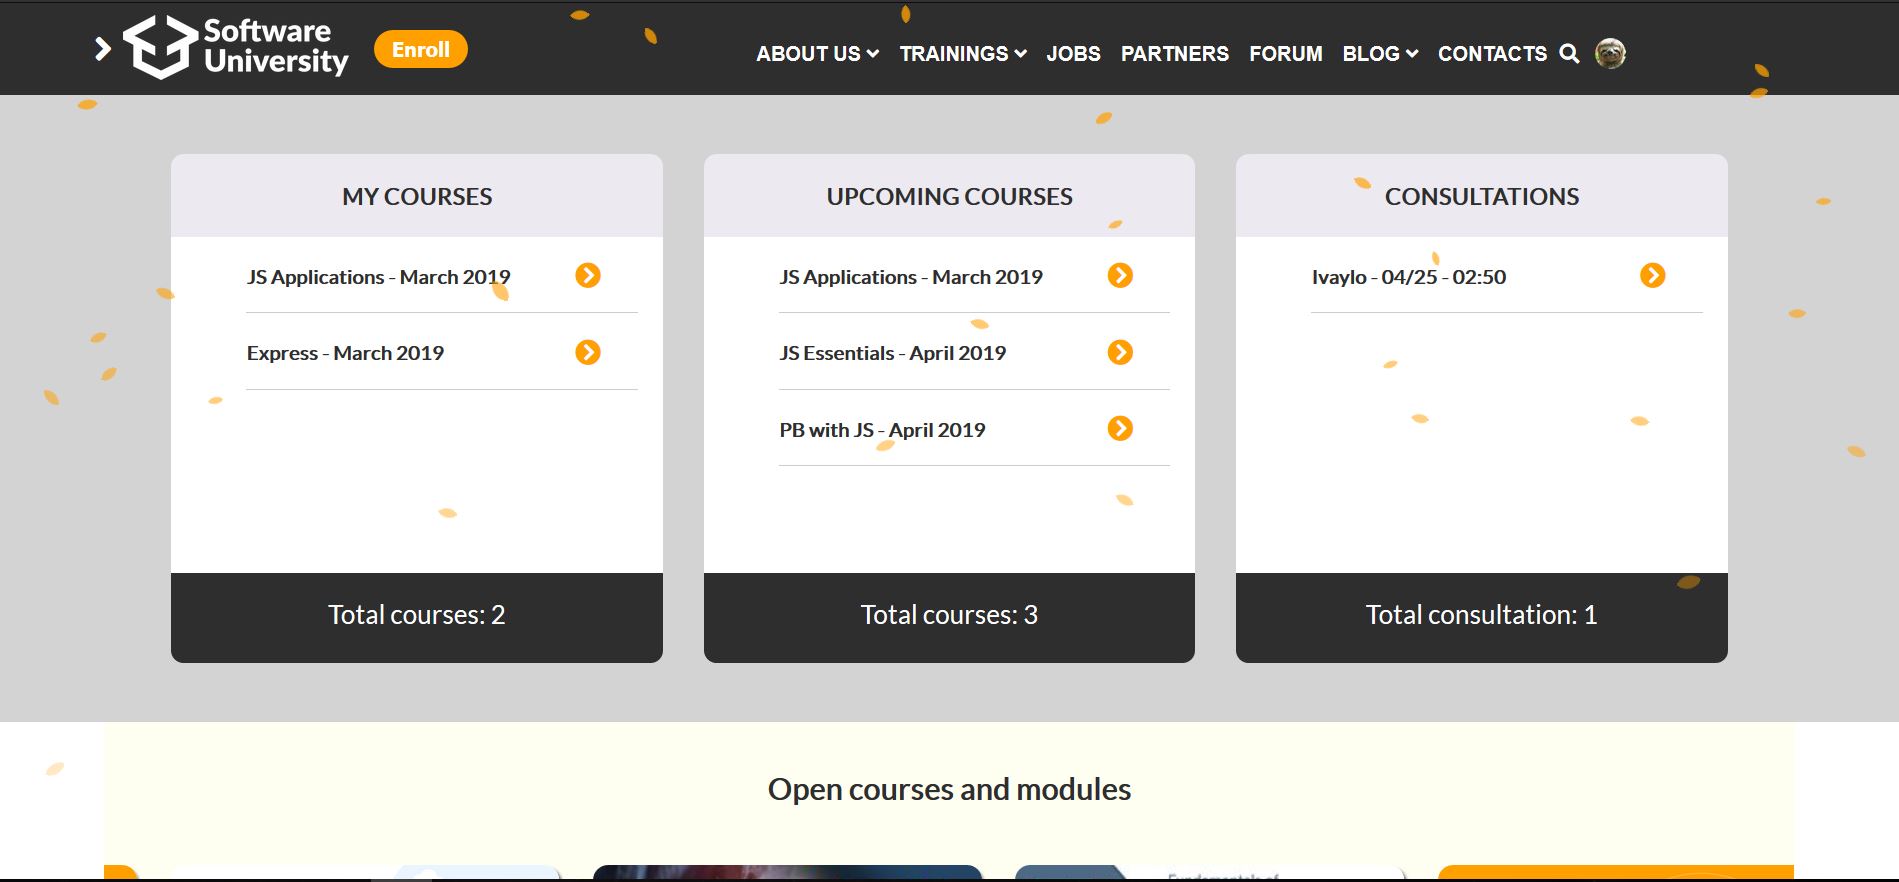 Software
University
Enroll
ABOUT US
TRAININGS
JOBS
PARTNERS
FORUM
BLOG
CONTACTS
MY COURSES
JS Applications - March 2019
Express - March 2019
Total courses: 2
UPCOMING COURSES
JS Applications - March 2019
JS Essentials - April 2019
PB with JS - April 2019
Total courses: 3
CONSULTATIONS
Ivaylo - 04/25 - 02:50
Total consultation: 1
Open courses and modules
Fundamentals of